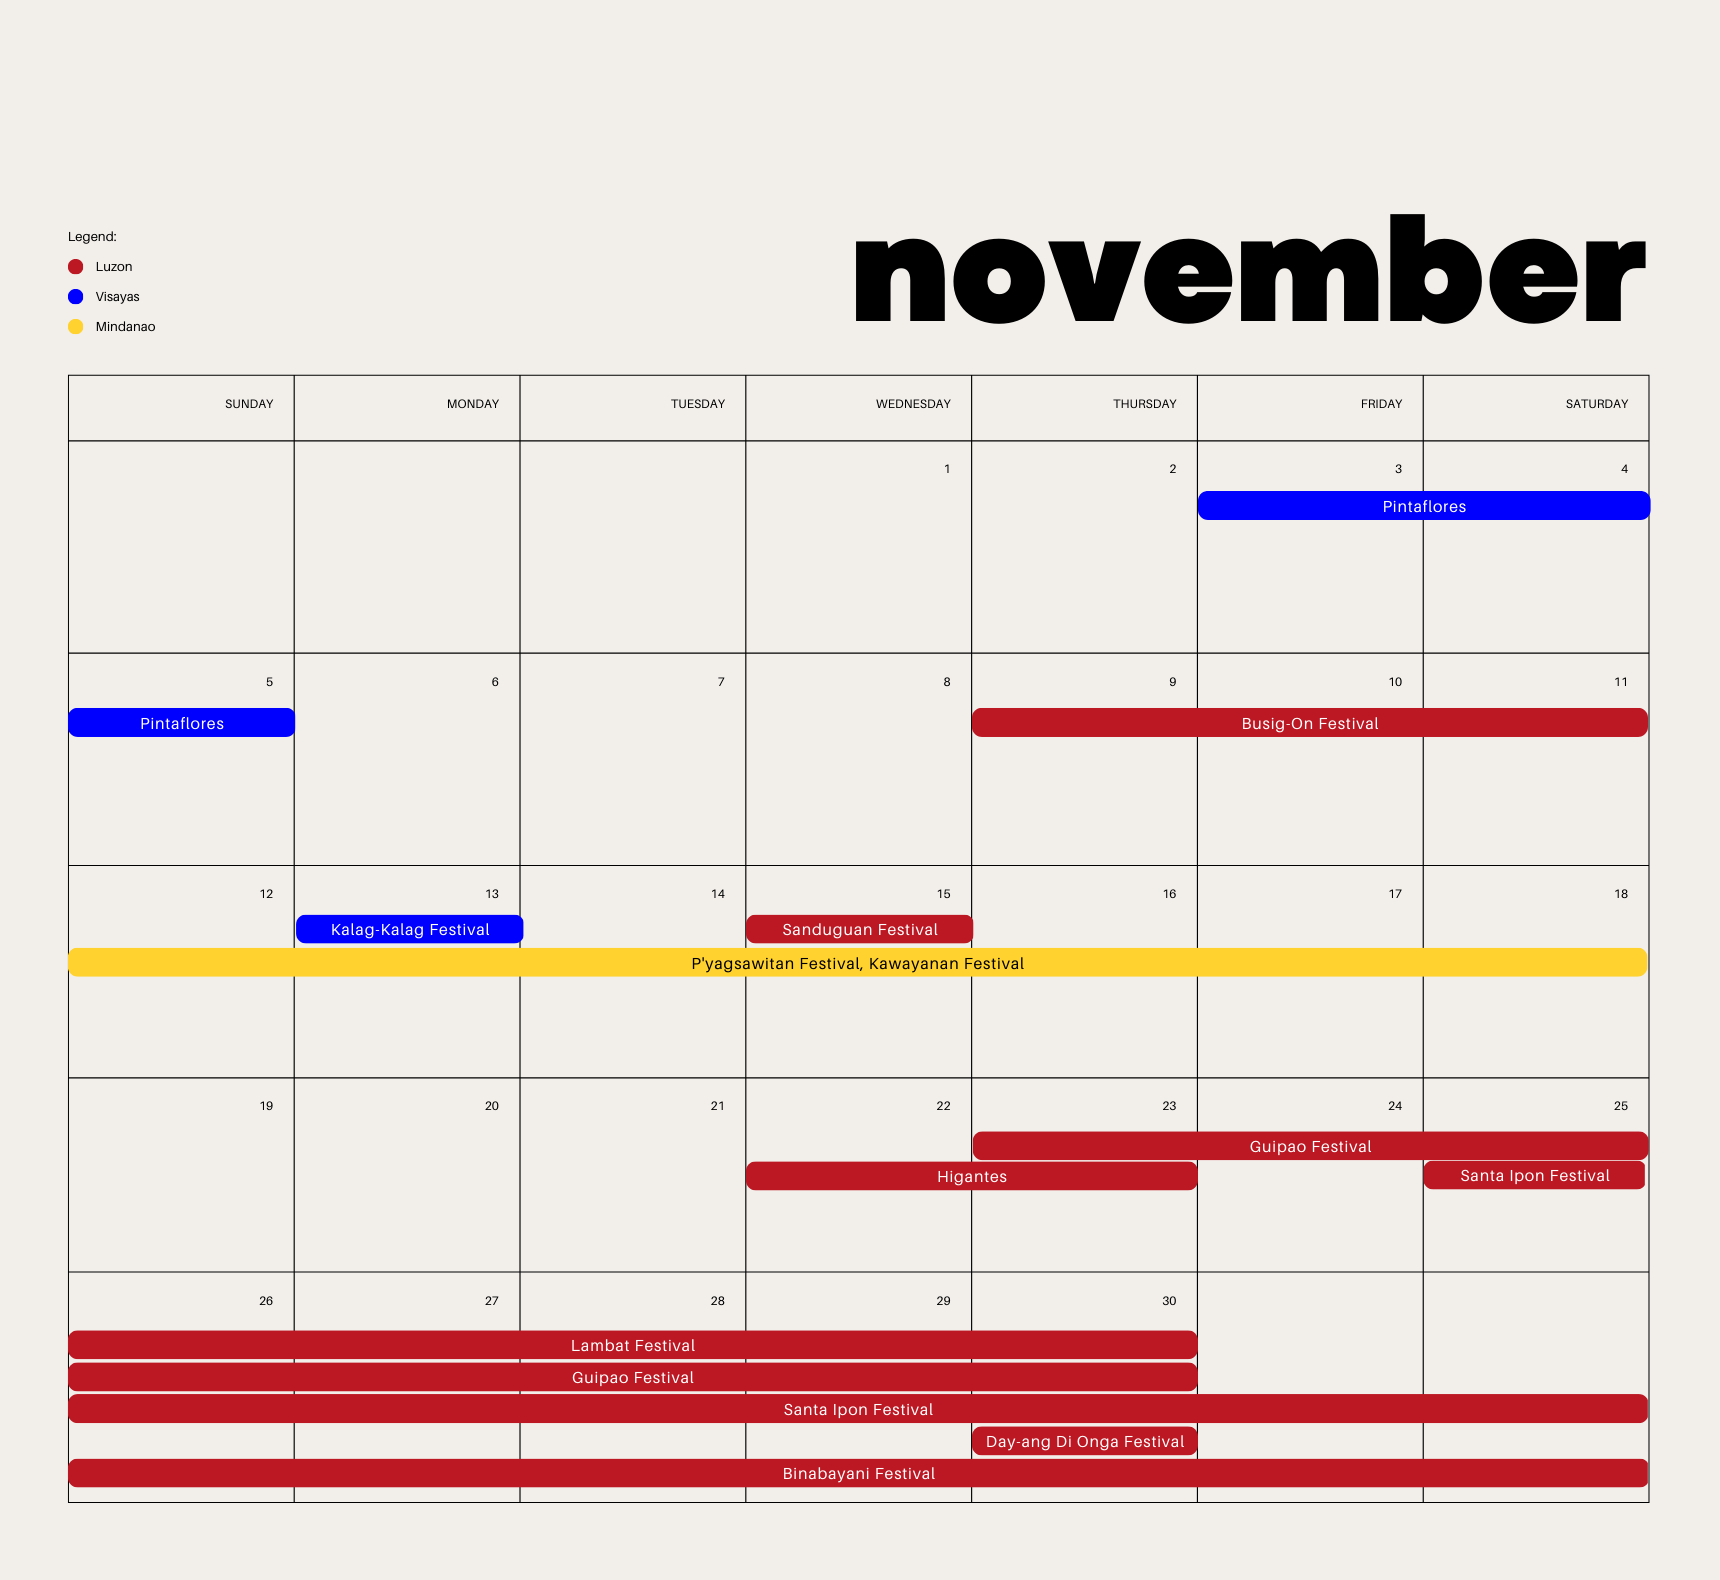 Legend:
Luzon
Visayas
Mindanao
november
SUNDAY MONDAY TUESDAY WEDNESDAY THURSDAY FRIDAY SATURDAY
1 2 3 4
Pintaflores
5 6 7 8 9 10 11
Pintaflores Busig-On Festival
12 13 14 15 16 17 18
Kalag-Kalag Festival Sanduguan Festival
P'yagsawitan Festival, Kawayanan Festival
19 20 21 22 23 24 25
Guipao Festival
Higantes Santa Ipon Festival
26 27 28 29 30
Lambat Festival
Guipao Festival
Santa Ipon Festival
Day-ang Di Onga Festival
Binabayani Festival